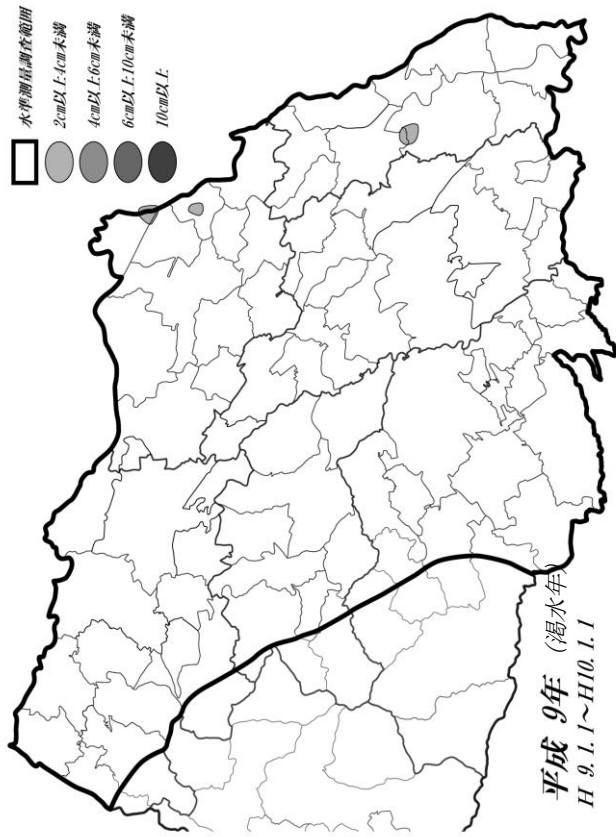 水準測量調査範囲
2cm以上4cm未満
4cm以上6cm未満
6cm以上10cm未満
10cm以上
平成 9年 (渇水年)
H 9.1.1~H10.1.1